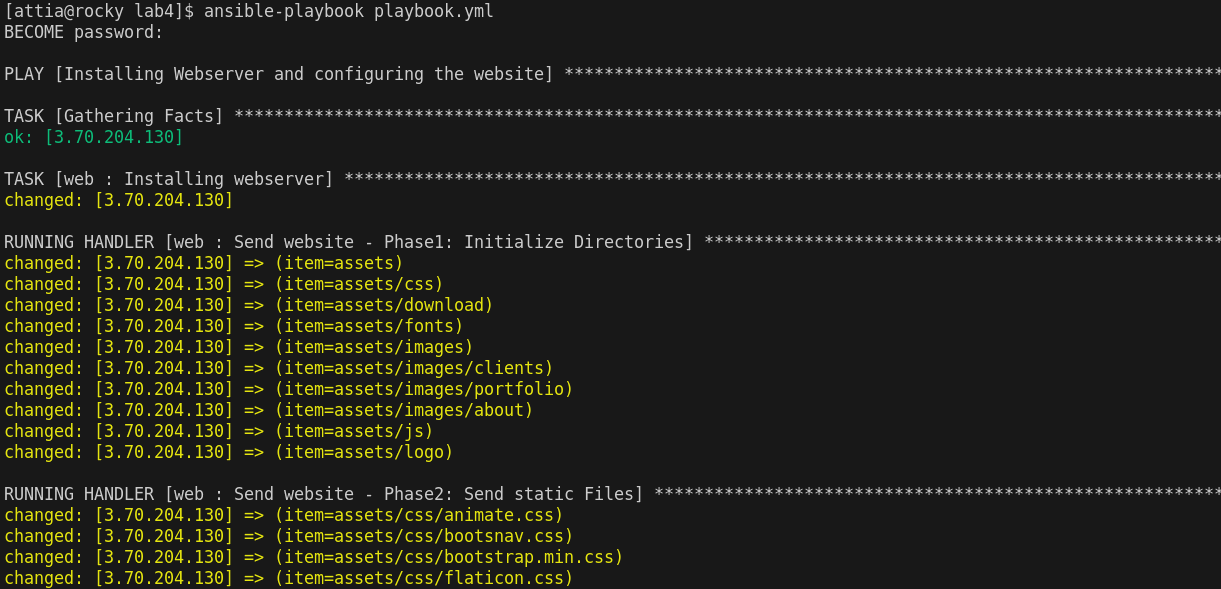 [attia@rocky lab4]$ ansible-playbook playbook.yml
BECOME password:
PLAY [Installing Webserver and configuring the website] ******************************************************************
TASK [Gathering Facts] ***************************************************************************************************
ok: [3.70.204.130]
TASK [web : Installing webserver] ****************************************************************************************
changed: [3.70.204.130]
RUNNING HANDLER [web : Send website - Phase1: Initialize Directories] ****************************************************
changed: [3.70.204.130] => (item=assets)
changed: [3.70.204.130] => (item=assets/css)
changed: [3.70.204.130] => (item=assets/download)
changed: [3.70.204.130] => (item=assets/fonts)
changed: [3.70.204.130] => (item=assets/images)
changed: [3.70.204.130] => (item=assets/images/clients)
changed: [3.70.204.130] => (item=assets/images/portfolio)
changed: [3.70.204.130] => (item=assets/images/about)
changed: [3.70.204.130] => (item=assets/js)
changed: [3.70.204.130] => (item=assets/logo)
RUNNING HANDLER [web : Send website - Phase2: Send static Files] *********************************************************
changed: [3.70.204.130] => (item=assets/css/animate.css)
changed: [3.70.204.130] => (item=assets/css/bootsnav.css)
changed: [3.70.204.130] => (item=assets/css/bootstrap.min.css)
changed: [3.70.204.130] => (item=assets/css/flaticon.css)